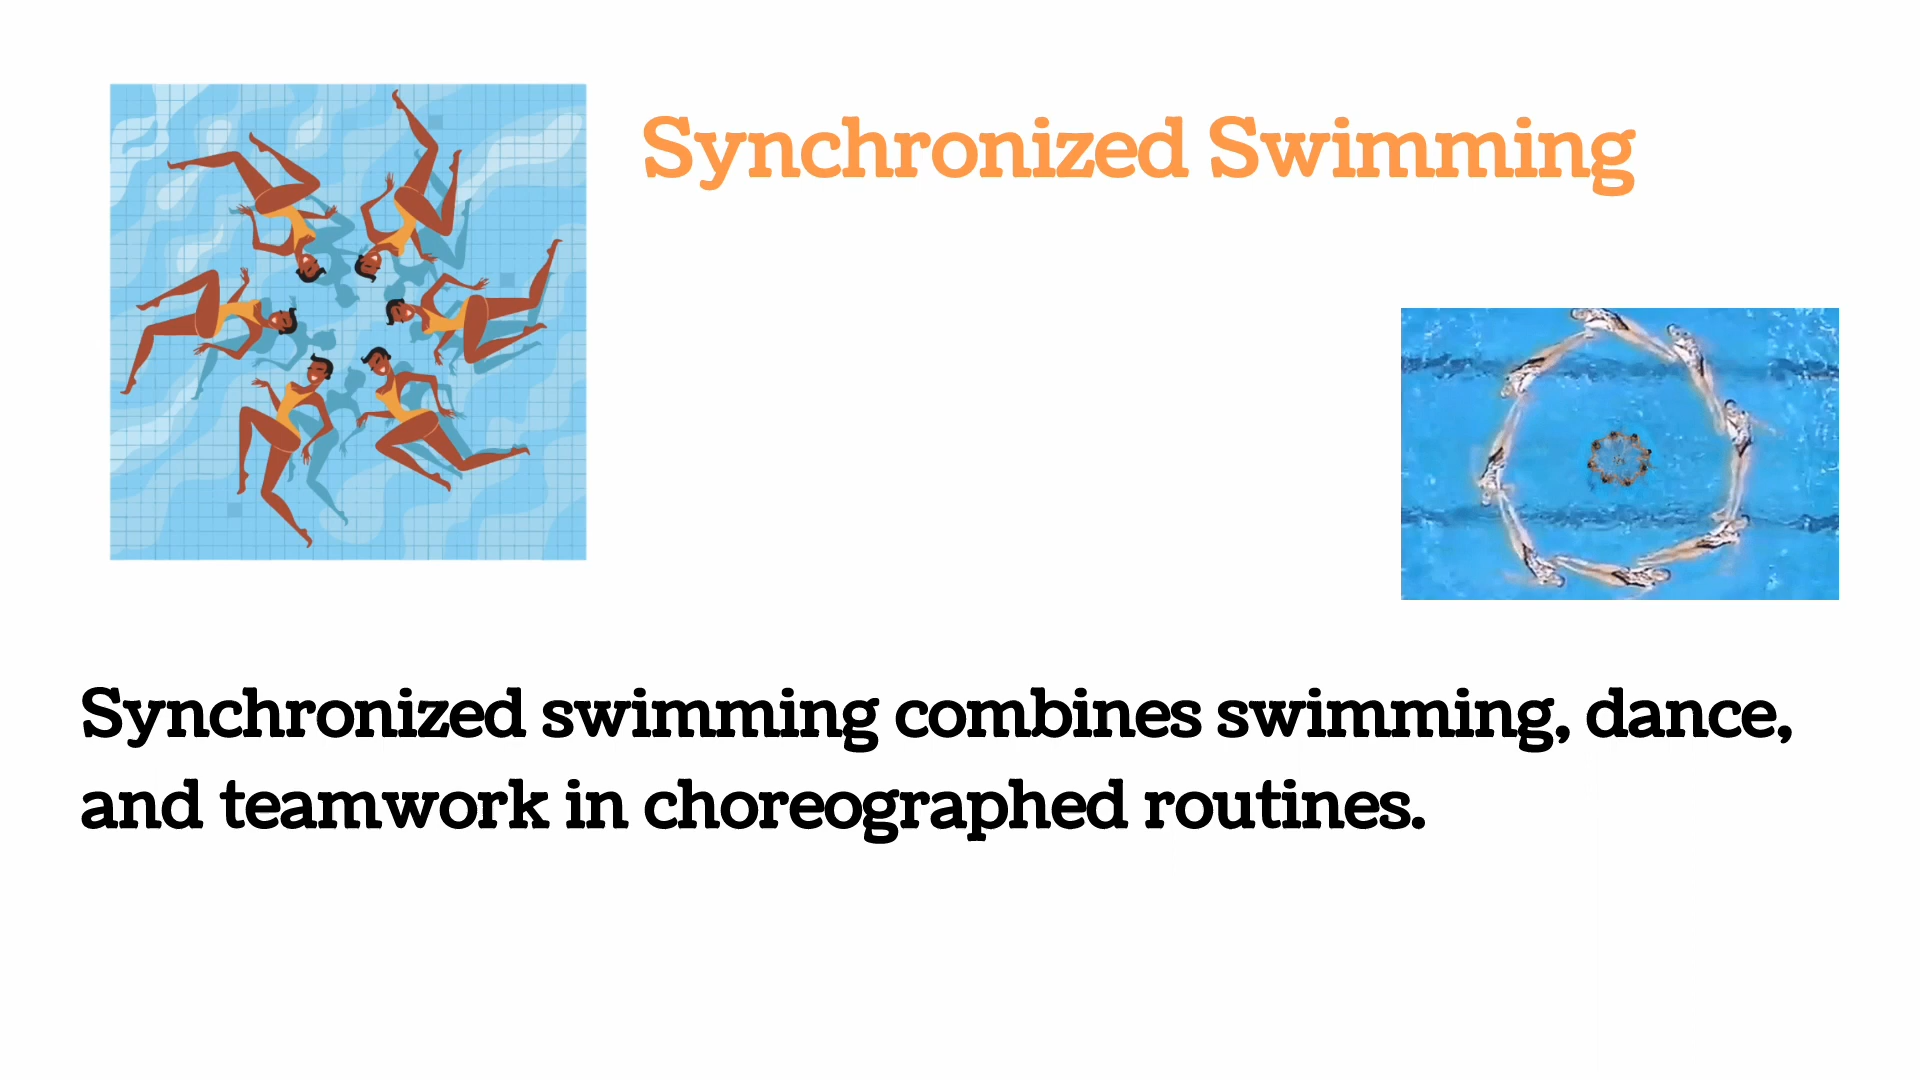 Synchronized Swimming
Synchronized swimming combines swimming, dance,
and teamwork in choreographed routines.